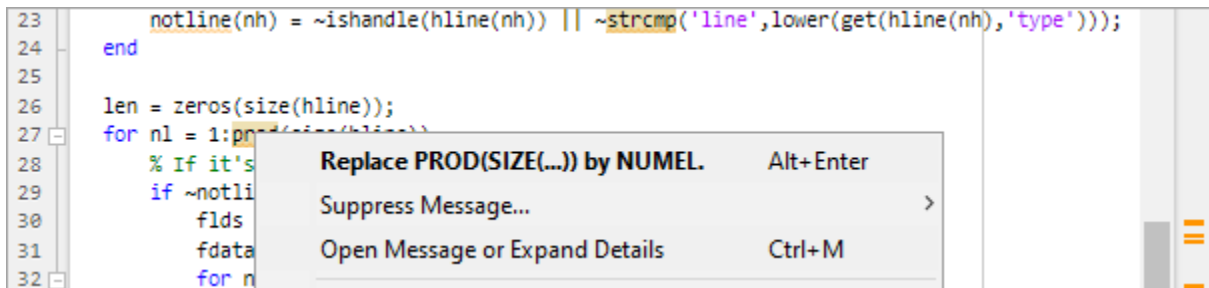 23 notline(nh) = ~ishandle(hline(nh)) || ~strcmp('line',lower(get(hline(nh),'type')));
24 end
25
26 len = zeros(size(hline));
27 for nl = 1:prod(size(hline))
28 % If it's
29 if ~notli
30 flds
31 fdata
32 for n
Replace PROD(SIZE(...)) by NUMEL. Alt+Enter
Suppress Message...
Open Message or Expand Details Ctrl+M